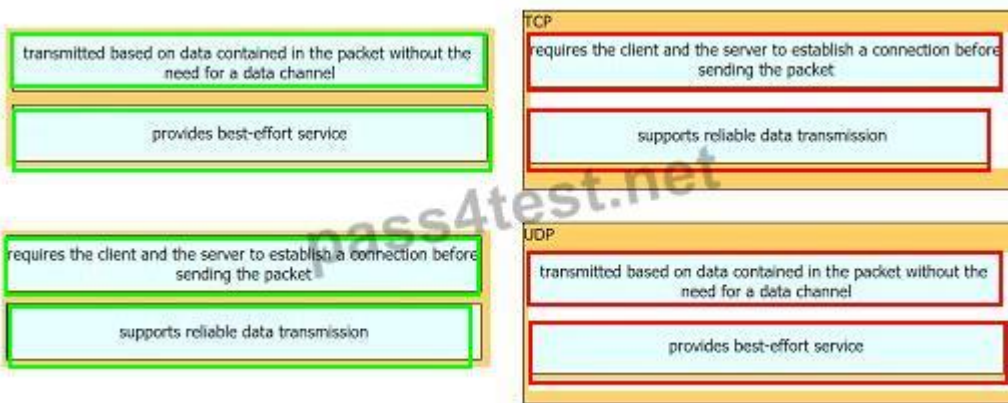 transmitted based on data contained in the packet without the
need for a data channel
provides best-effort service
requires the client and the server to establish a connection before
sending the packet
supports reliable data transmission
TCP
requires the client and the server to establish a connection before
sending the packet
supports reliable data transmission
UDP
transmitted based on data contained in the packet without the
need for a data channel
provides best-effort service
pass4test.net